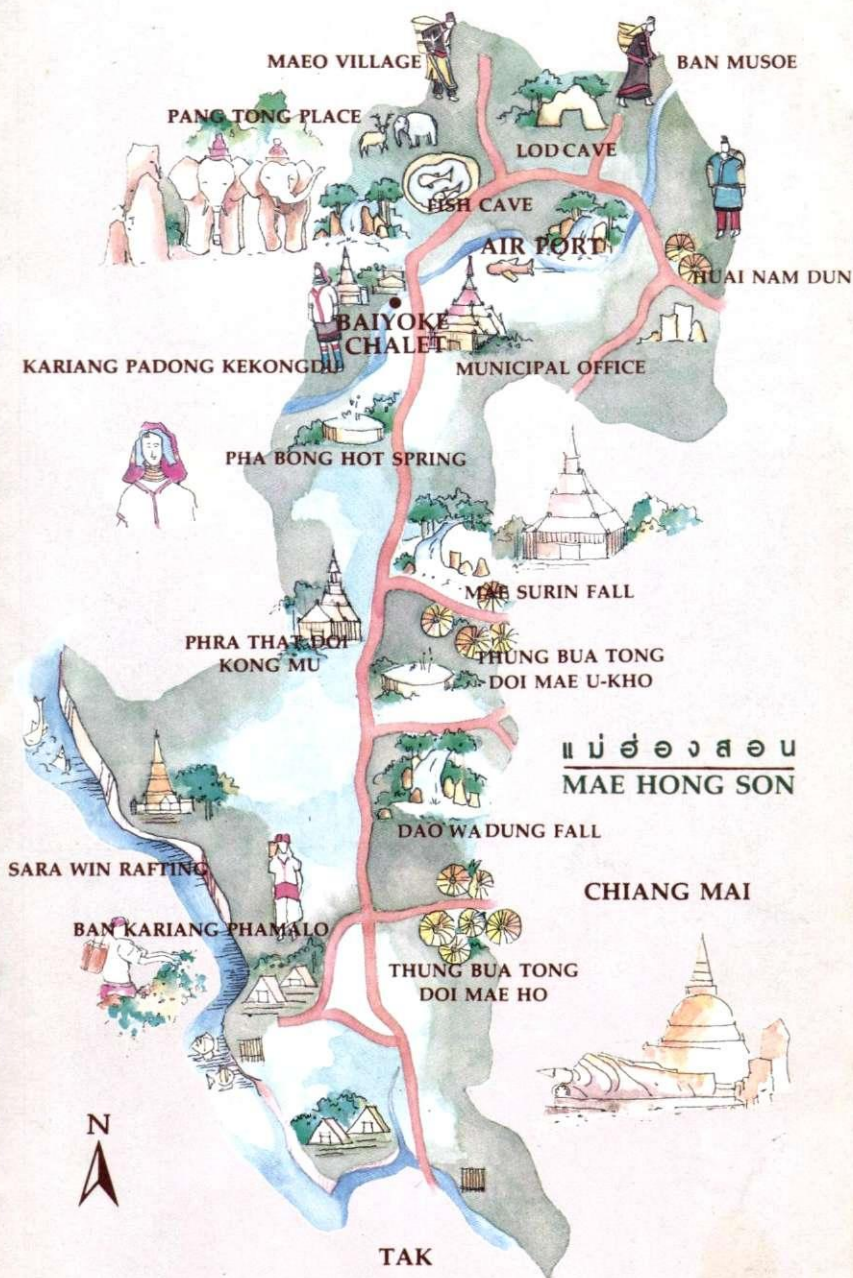 MAEO VILLAGE
BAN MUSOE
PANG TONG PLACE
LOD CAVE
FISH CAVE
AIR PORT
HUAI NAM DUN
BAIYOKE
CHALET
KARIANG PADONG KEKONGDU
MUNICIPAL OFFICE
PHA BONG HOT SPRING
MAE SURIN FALL
PHRA THAT DOI
KONG MU
THUNG BUA TONG
DOI MAE U-KHO
แม่ฮ่องสอน
MAE HONG SON
DAO WA DUNG FALL
SARA WIN RAFTING
CHIANG MAI
BAN KARIANG PHAMALO
THUNG BUA TONG
DOI MAE HO
N
TAK